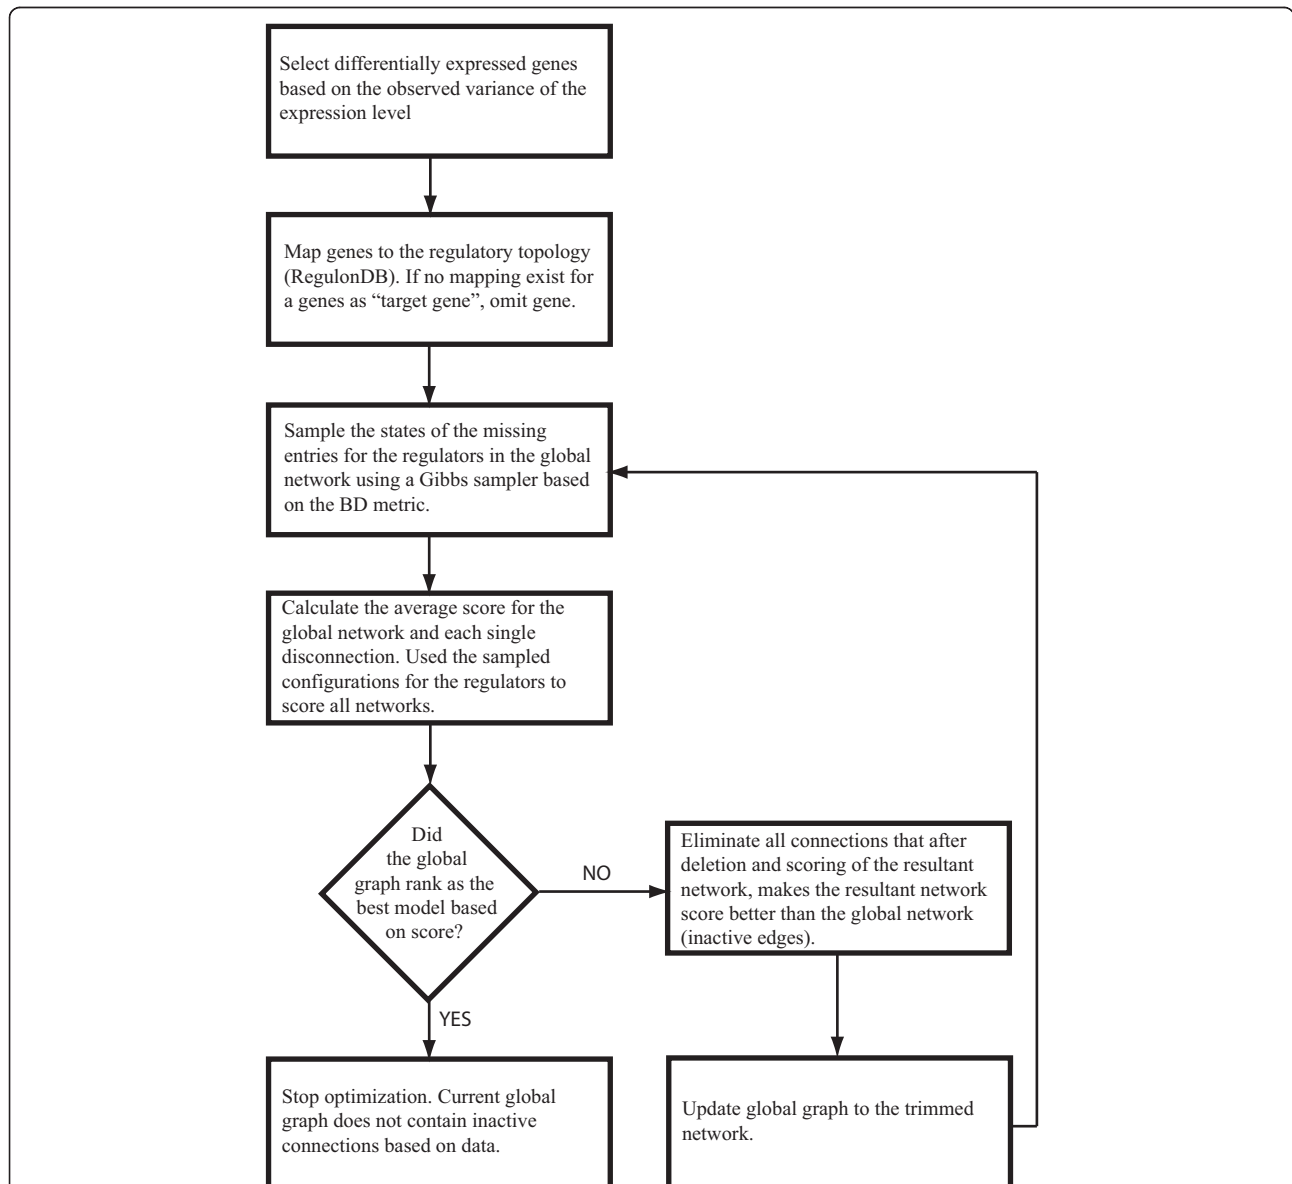 Select differentially expressed genes
based on the observed variance of the
expression level
Map genes to the regulatory topology
(RegulonDB). If no mapping exist for
a genes as “target gene”, omit gene.
Sample the states of the missing
entries for the regulators in the global
network using a Gibbs sampler based
on the BD metric.
Calculate the average score for the
global network and each single
disconnection. Used the sampled
configurations for the regulators to
score all networks.
Did
the global
graph rank as the
best model based
on score?
NO
Eliminate all connections that after
deletion and scoring of the resultant
network, makes the resultant network
score better than the global network
(inactive edges).
YES
Stop optimization. Current global
graph does not contain inactive
connections based on data.
Update global graph to the trimmed
network.